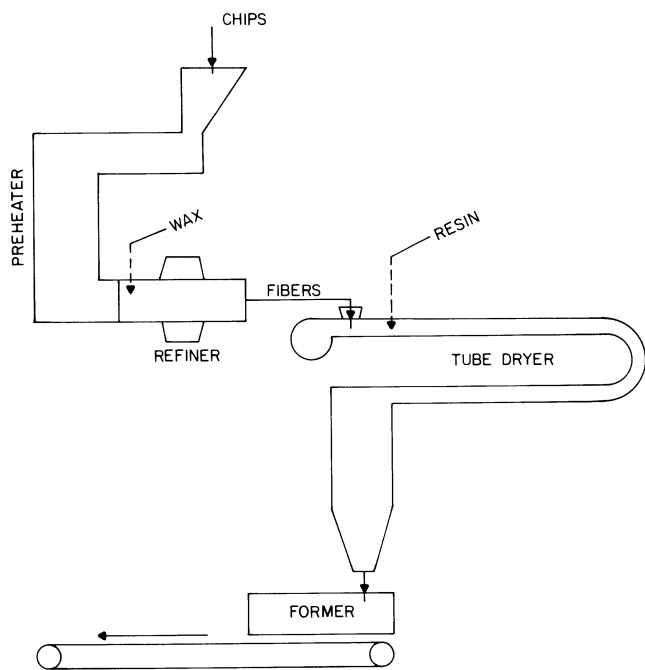 CHIPS
PREHEATER
WAX
RESIN
FIBERS
REFINER
TUBE DRYER
FORMER